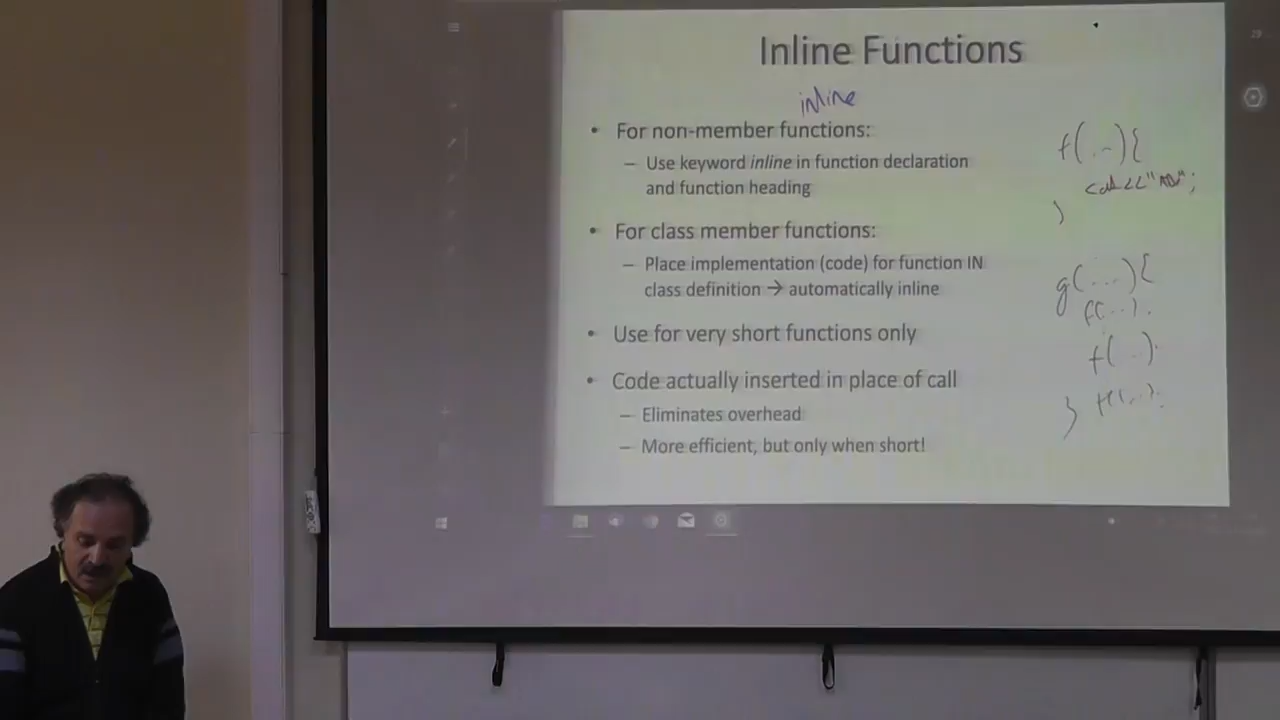 Inline Functions
inline
• For non-member functions:
– Use keyword inline in function declaration
and function heading
• For class member functions:
– Place implementation (code) for function IN
class definition → automatically inline
• Use for very short functions only
• Code actually inserted in place of call
– Eliminates overhead
– More efficient, but only when short!
f(...){
}
g(...){
f(...).
f(...).
} f(...).